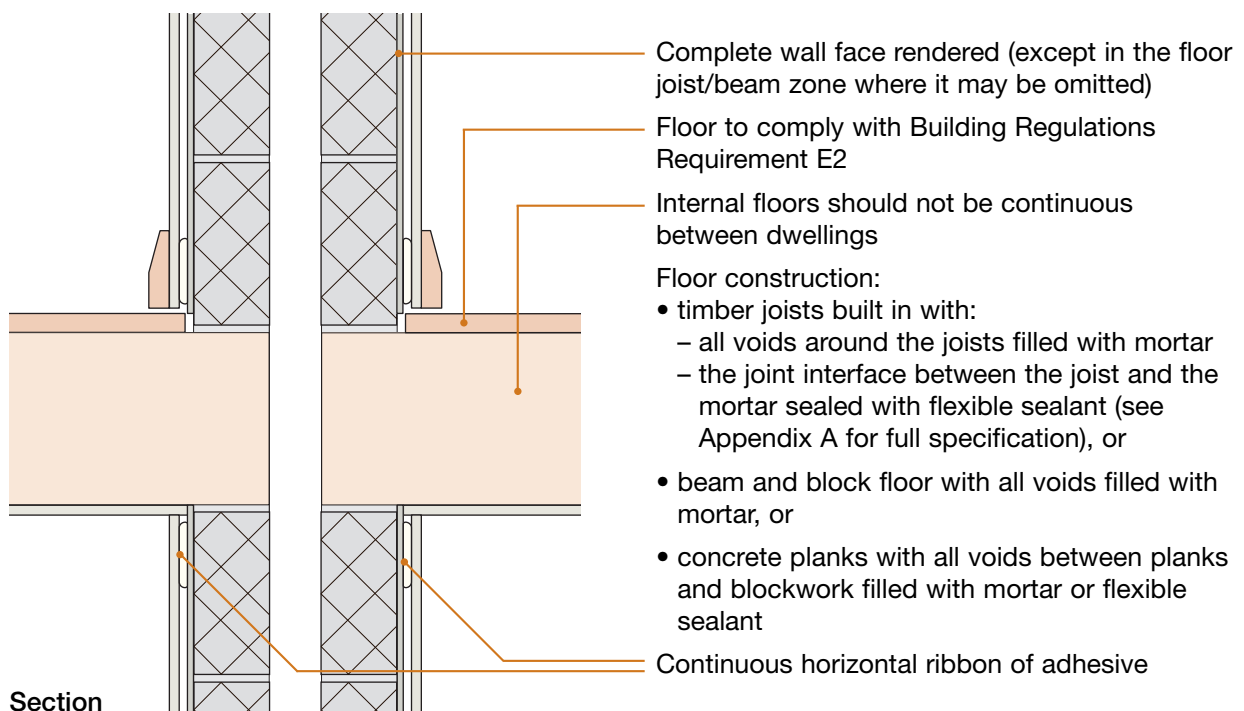 Complete wall face rendered (except in the floor
joist/beam zone where it may be omitted)
Floor to comply with Building Regulations
Requirement E2
Internal floors should not be continuous
between dwellings
Floor construction:
• timber joists built in with:
– all voids around the joists filled with mortar
– the joint interface between the joist and the
mortar sealed with flexible sealant (see
Appendix A for full specification), or
• beam and block floor with all voids filled with
mortar, or
• concrete planks with all voids between planks
and blockwork filled with mortar or flexible
sealant
Continuous horizontal ribbon of adhesive
Section